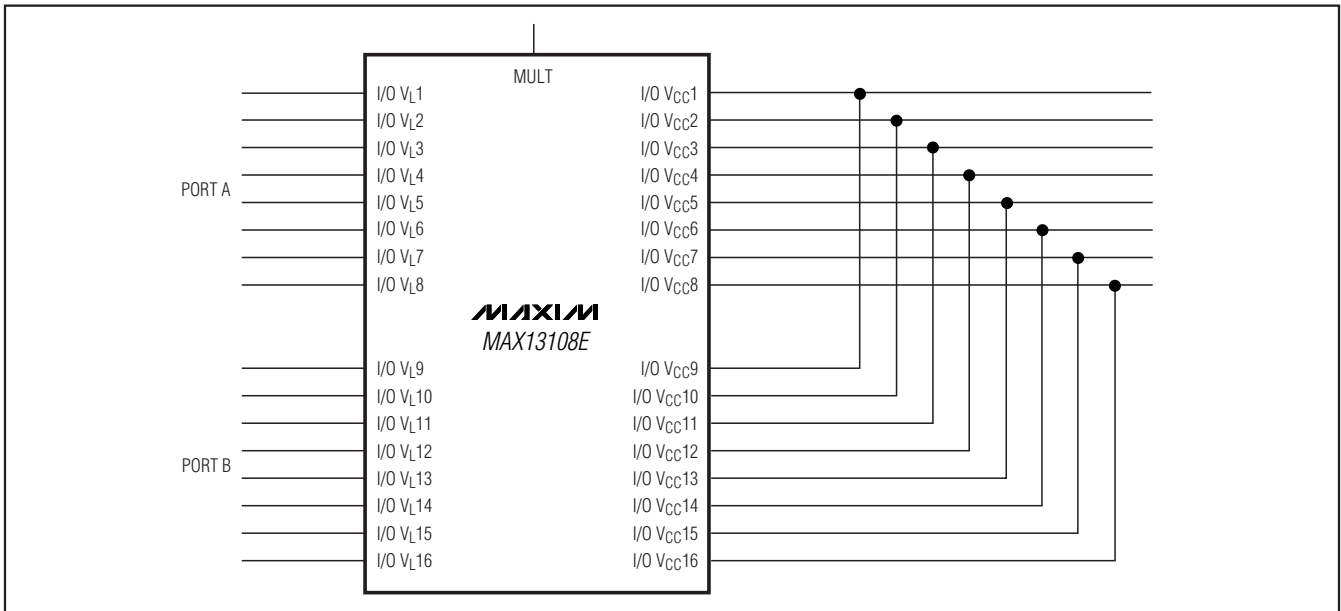 MULT
I/O VL1 I/O VCC1
I/O VL2 I/O VCC2
I/O VL3 I/O VCC3
I/O VL4 I/O VCC4
PORT A
I/O VL5 I/O VCC5
I/O VL6 I/O VCC6
I/O VL7 I/O VCC7
I/O VL8 I/O VCC8
MAXIM
MAX13108E
I/O VL9 I/O VCC9
I/O VL10 I/O VCC10
I/O VL11 I/O VCC11
I/O VL12 I/O VCC12
PORT B
I/O VL13 I/O VCC13
I/O VL14 I/O VCC14
I/O VL15 I/O VCC15
I/O VL16 I/O VCC16